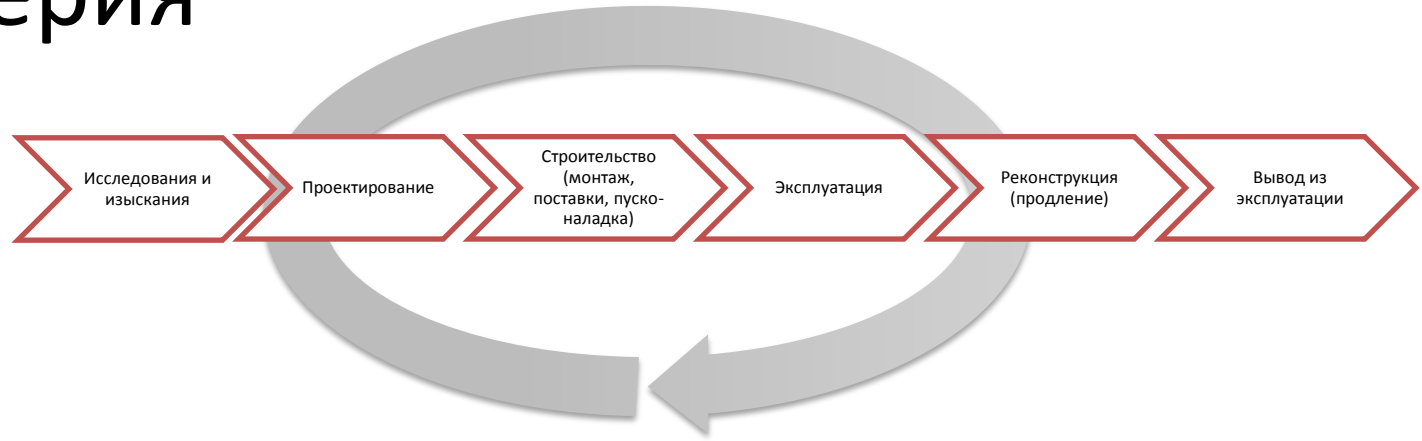 ерия
Исследования и
изыскания
Проектирование
Строительство
(монтаж,
поставки, пуско-
наладка)
Эксплуатация
Реконструкция
(продление)
Вывод из
эксплуатации